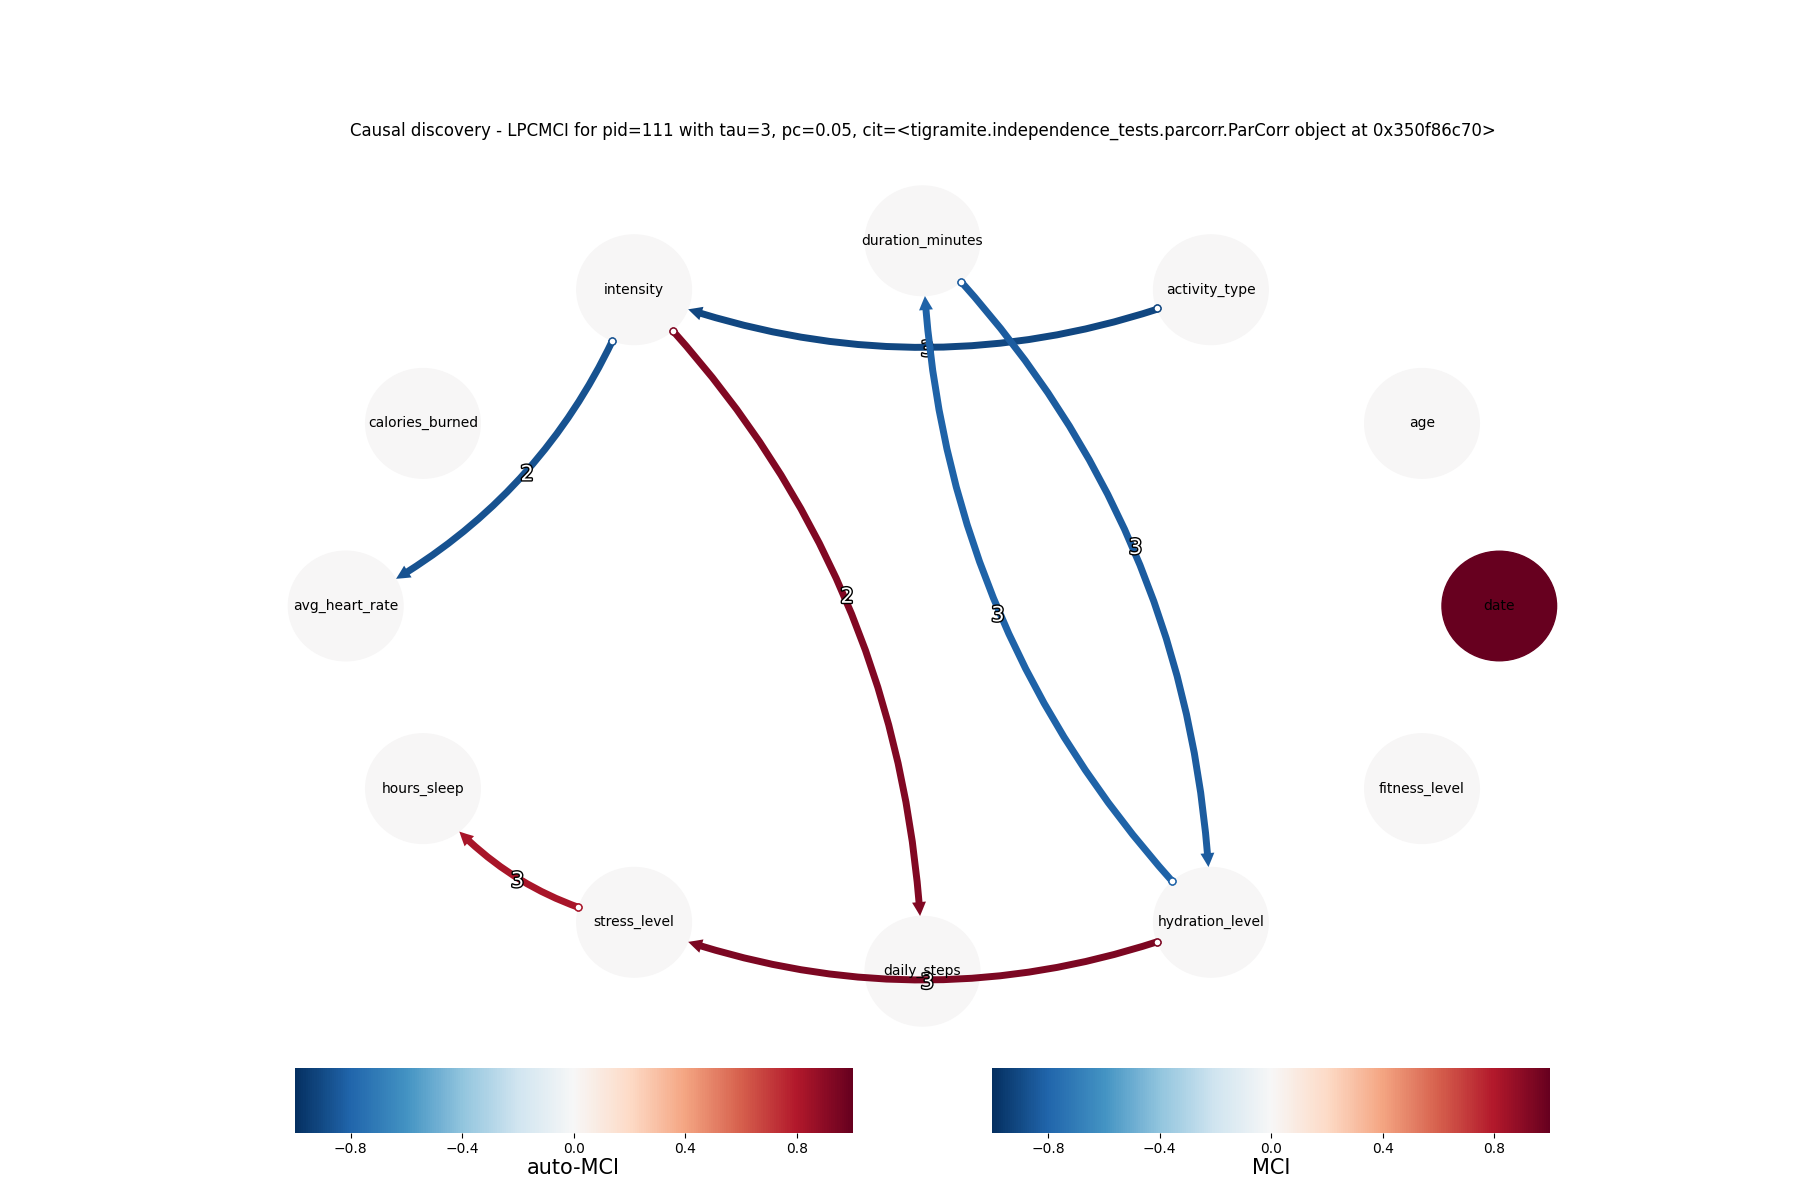 Causal discovery - LPCMCI for pid=111 with tau=3, pc=0.05, cit=<tigramite.independence_tests.parcorr.ParCorr object at 0x350f86c70>
duration_minutes
intensity
activity_type
3
calories_burned
age
2
3
avg_heart_rate
2
3
date
hours_sleep
fitness_level
3
stress_level
hydration_level
daily_steps
3
−0.8 −0.4 0.0 0.4 0.8
auto-MCI
−0.8 −0.4 0.0 0.4 0.8
MCI